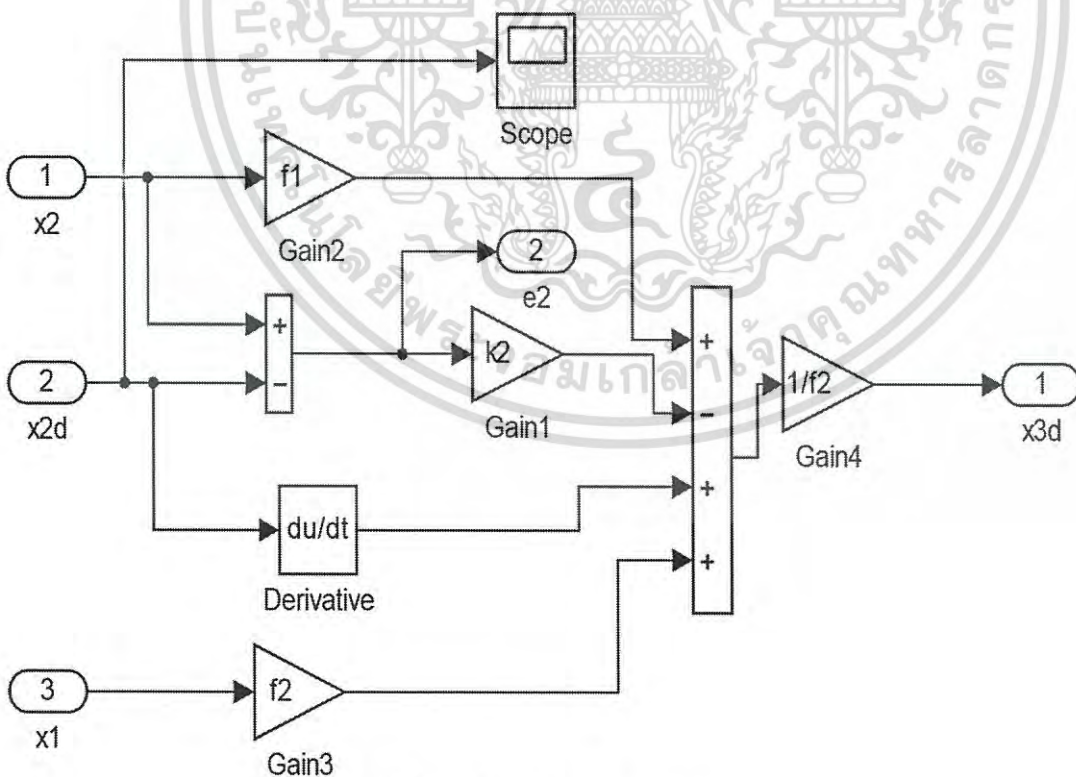 Scope
1
x2
f1
Gain2
2
e2
+
−
2
x2d
k2
Gain1
+
−
+
+
1/f2
Gain4
1
x3d
du/dt
Derivative
3
x1
f2
Gain3